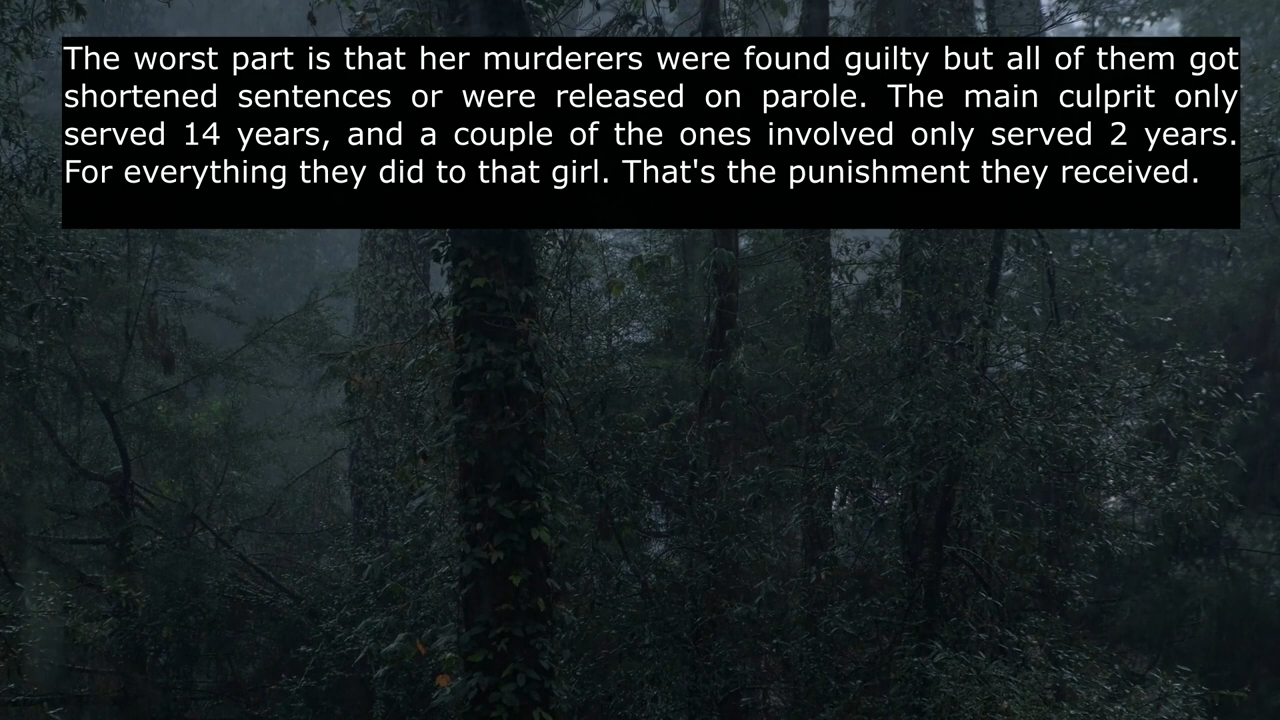 The worst part is that her murderers were found guilty but all of them got
shortened sentences or were released on parole. The main culprit only
served 14 years, and a couple of the ones involved only served 2 years.
For everything they did to that girl. That's the punishment they received.